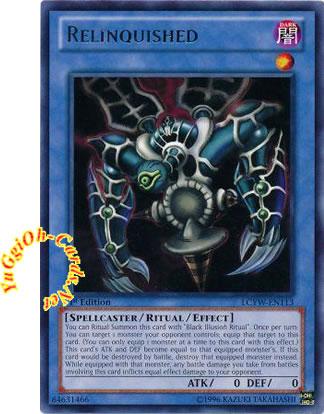 RELINQUISHED
DARK
闇
YuGiOh-Cards.Net
1st Edition
LCYW-EN113
[SPELLCASTER / RITUAL / EFFECT]
You can Ritual Summon this card with "Black Illusion Ritual". Once per turn:
You can target 1 monster your opponent controls; equip that target to this
card. (You can only equip 1 monster at a time to this card with this effect.)
This card's ATK and DEF become equal to that equipped monster's. If this
card would be destroyed by battle, destroy that equipped monster instead.
While equipped with that monster, any battle damage you take from battles
involving this card inflicts equal effect damage to your opponent.
ATK/ 0 DEF/ 0
64631466
©1996 KAZUKI TAKAHASHI